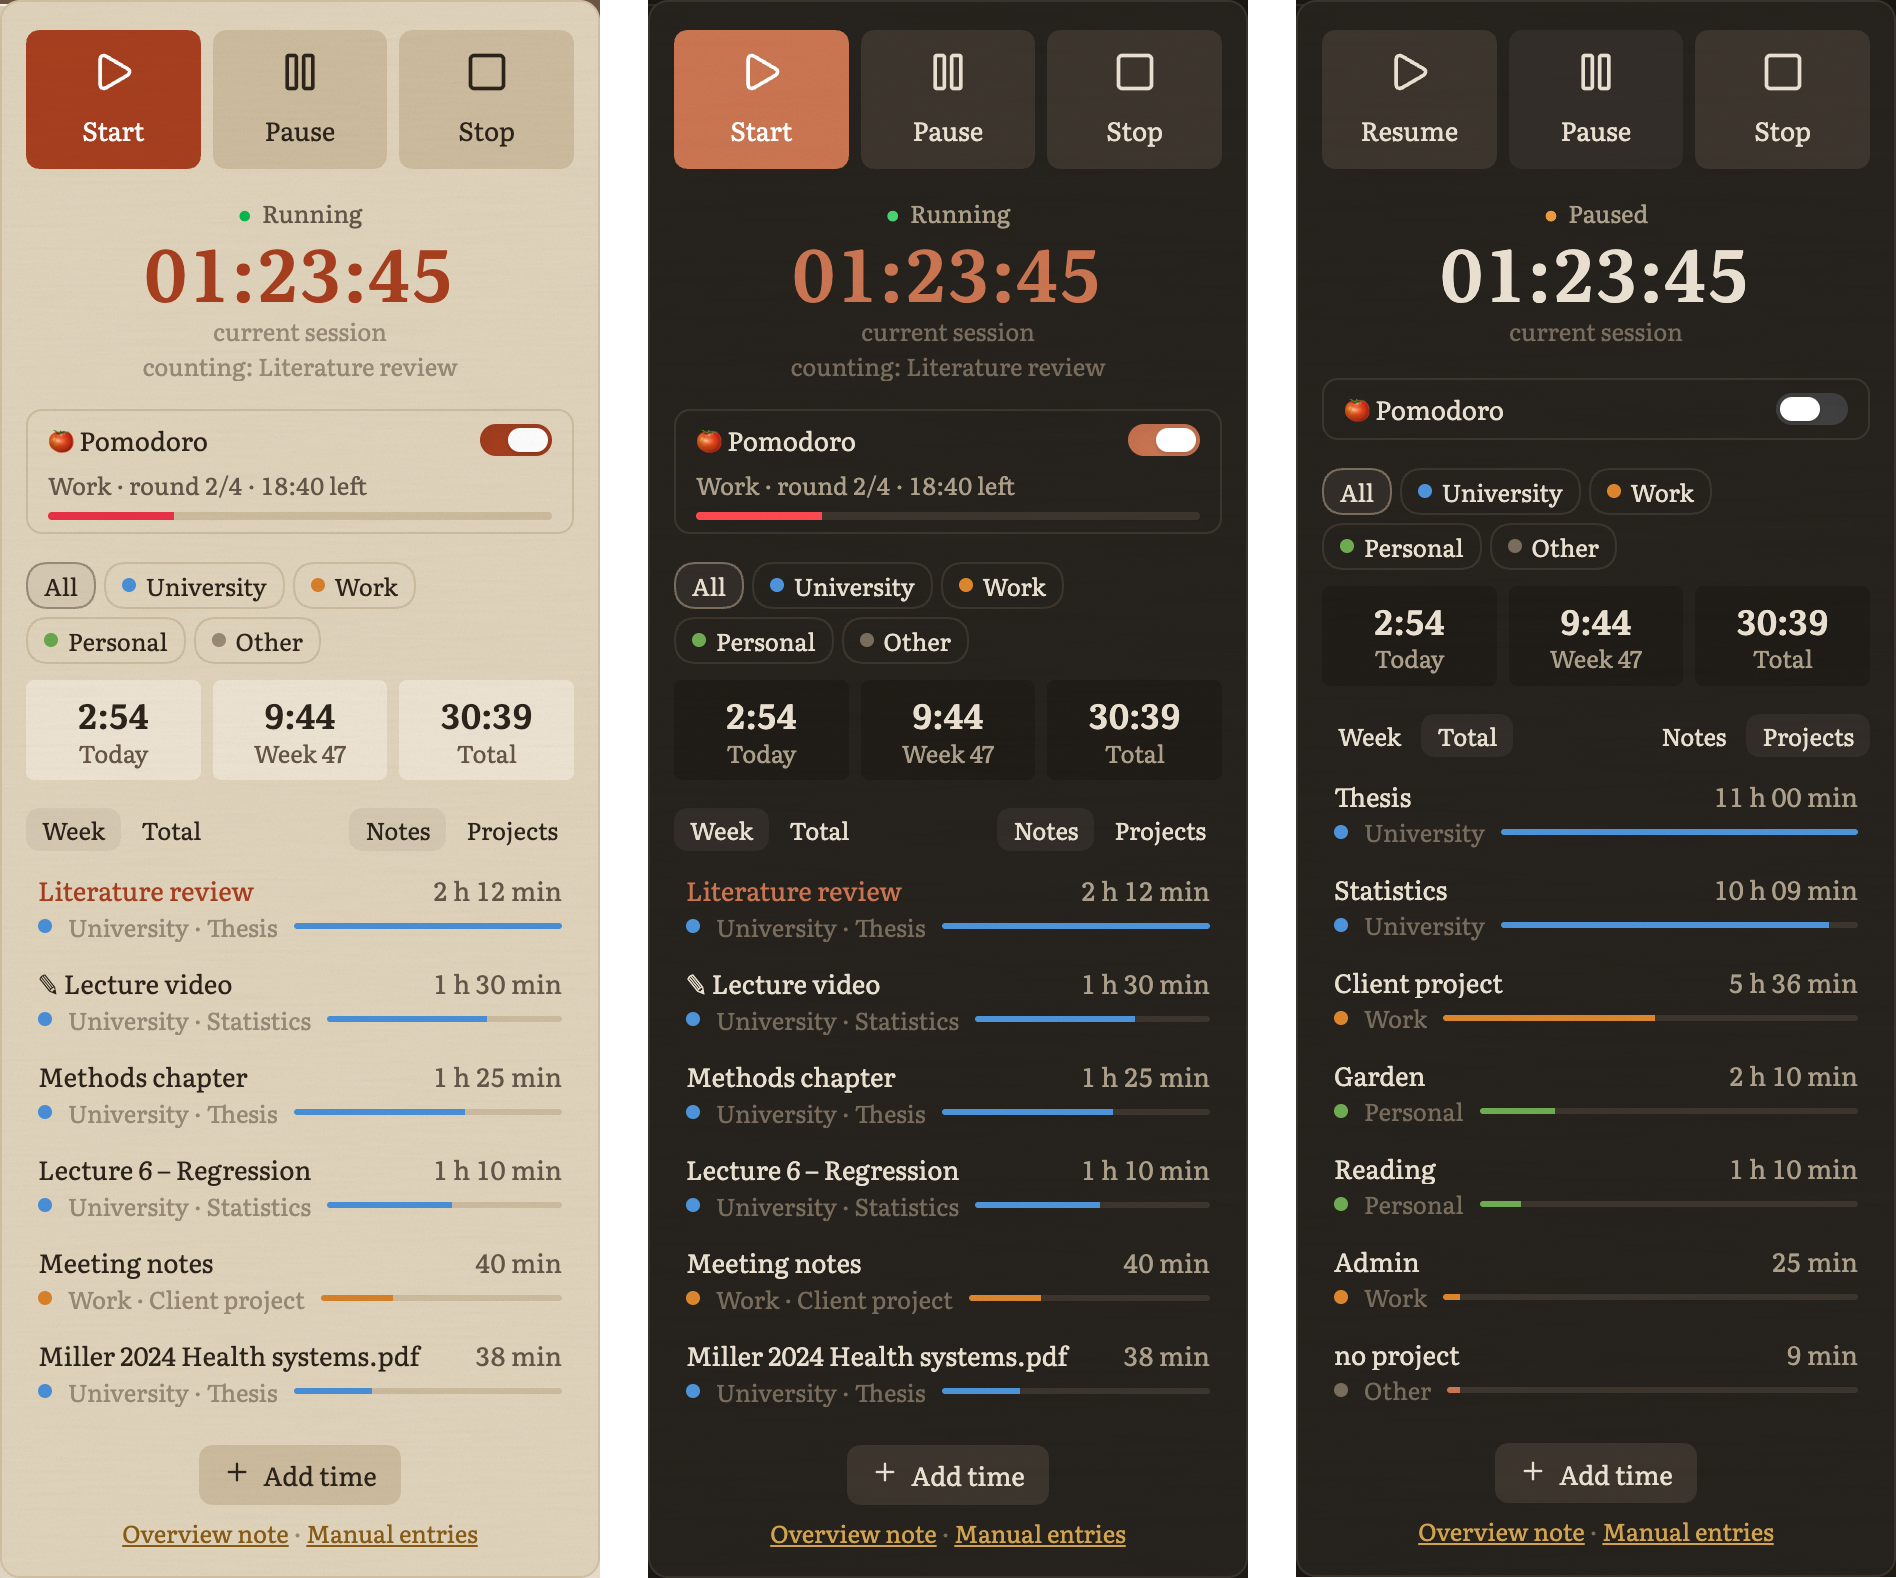 Start Pause Stop
Running
01:23:45
current session
counting: Literature review
Pomodoro
Work · round 2/4 · 18:40 left
All University Work
Personal Other
2:54 9:44 30:39
Today Week 47 Total
Week Total Notes Projects
Literature review 2 h 12 min
University · Thesis
Lecture video 1 h 30 min
University · Statistics
Methods chapter 1 h 25 min
University · Thesis
Lecture 6 – Regression 1 h 10 min
University · Statistics
Meeting notes 40 min
Work · Client project
Miller 2024 Health systems.pdf 38 min
University · Thesis
+ Add time
Overview note · Manual entries
Start Pause Stop
Running
01:23:45
current session
counting: Literature review
Pomodoro
Work · round 2/4 · 18:40 left
All University Work
Personal Other
2:54 9:44 30:39
Today Week 47 Total
Week Total Notes Projects
Literature review 2 h 12 min
University · Thesis
Lecture video 1 h 30 min
University · Statistics
Methods chapter 1 h 25 min
University · Thesis
Lecture 6 – Regression 1 h 10 min
University · Statistics
Meeting notes 40 min
Work · Client project
Miller 2024 Health systems.pdf 38 min
University · Thesis
+ Add time
Overview note · Manual entries
Resume Pause Stop
Paused
01:23:45
current session
Pomodoro
All University Work
Personal Other
2:54 9:44 30:39
Today Week 47 Total
Week Total Notes Projects
Thesis 11 h 00 min
University
Statistics 10 h 09 min
University
Client project 5 h 36 min
Work
Garden 2 h 10 min
Personal
Reading 1 h 10 min
Personal
Admin 25 min
Work
no project 9 min
Other
+ Add time
Overview note · Manual entries